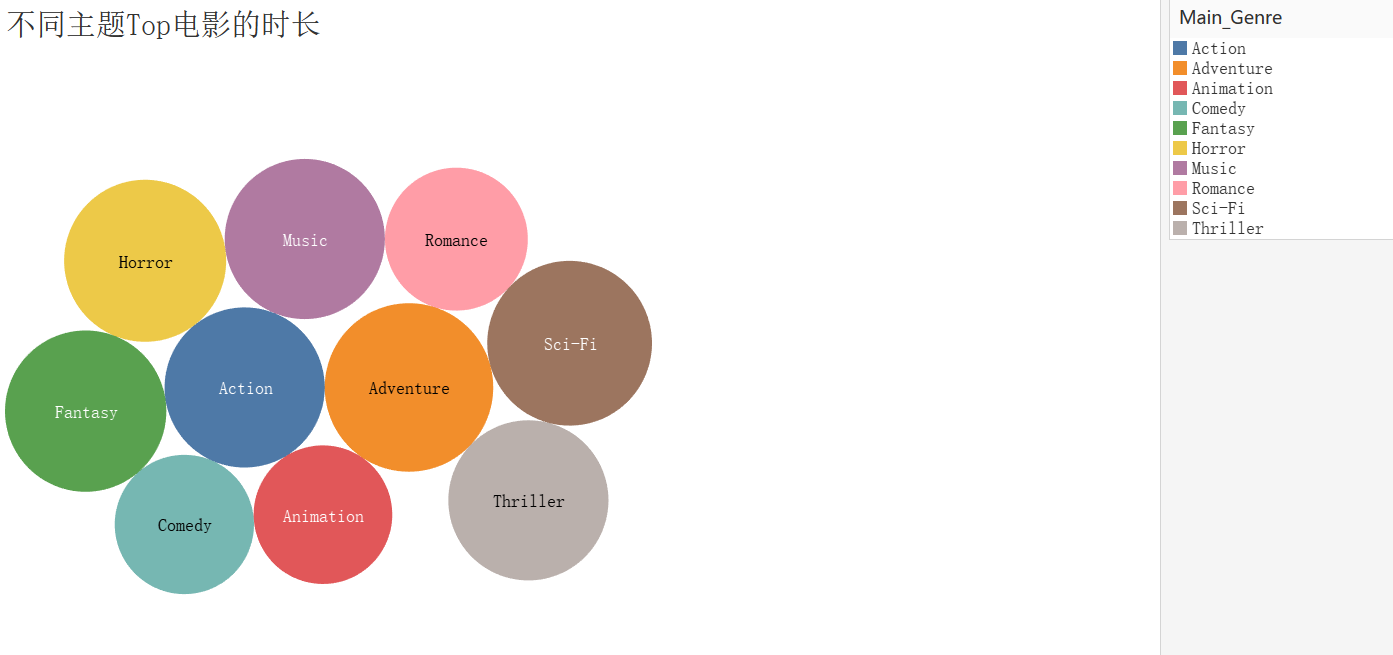 不同主题Top电影的时长
Main_Genre
Action
Adventure
Animation
Comedy
Fantasy
Horror
Music
Romance
Sci-Fi
Thriller
Music
Romance
Horror
Sci-Fi
Action
Adventure
Fantasy
Thriller
Animation
Comedy